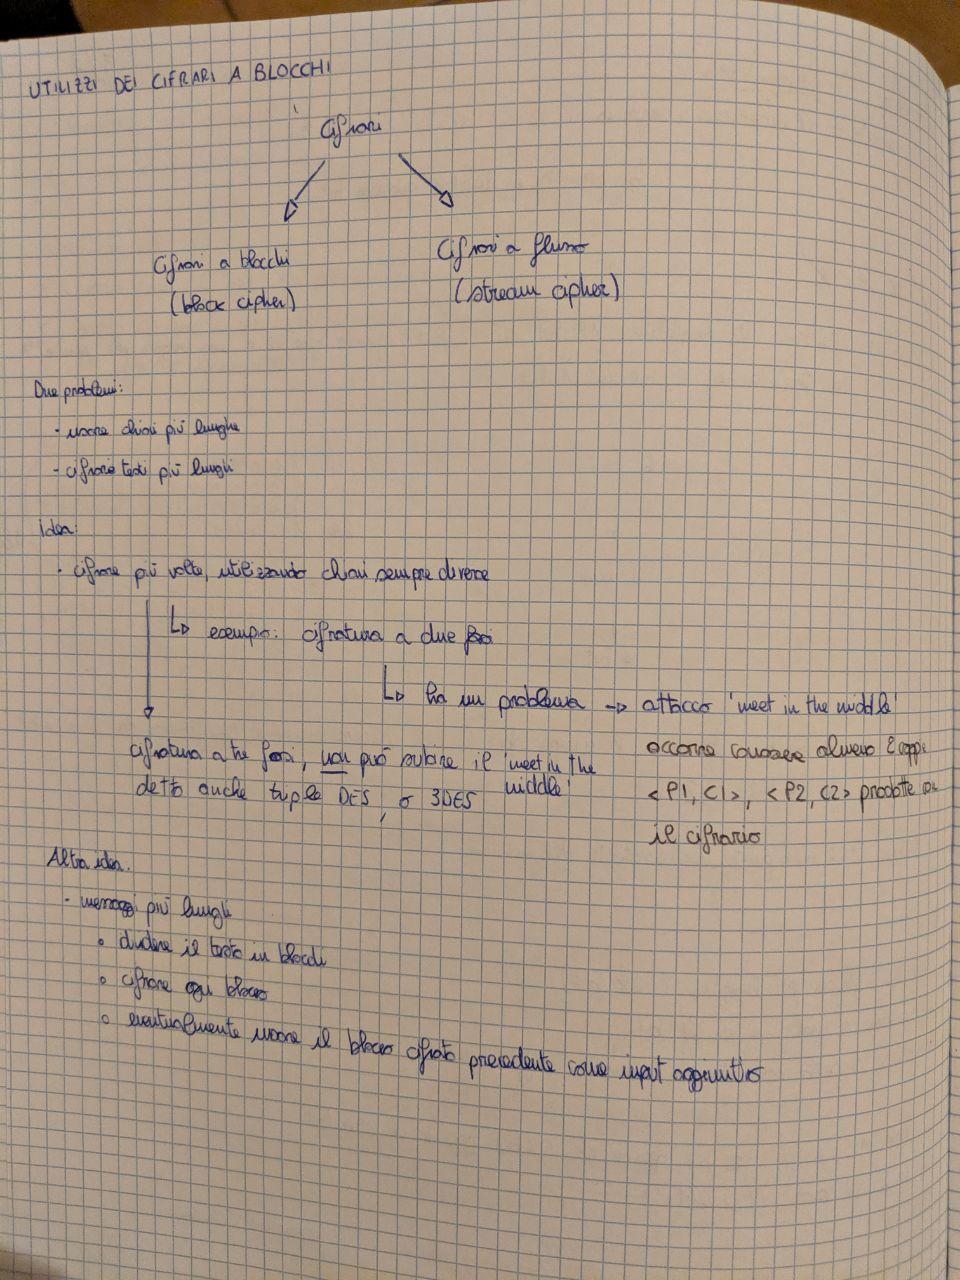 UTILIZZI DEI CIFRARI A BLOCCHI
Cifrari
Cifrari a blocchi
(block cipher)
Cifrari a flusso
(stream cipher)
Due problemi:
- usare chiavi più lunghe
- cifrare testi più lunghi
Idea:
- cifrare più volte, utilizzando chiavi sempre diverse
esempio: cifratura a due fasi
ha un problema → attacco 'meet in the middle'
occorre conoscere almeno 2 coppie
<P1, C1>, <P2, C2> prodotte
il cifrario
cifratura a tre fasi, non può subire il 'meet in the
middle'
detto anche triple DES, o 3DES
Altra idea.
- messaggi più lunghi
◦ dividere il testo in blocchi
◦ cifrare ogni blocco
◦ eventualmente usare il blocco cifrato precedente come input aggiuntivo